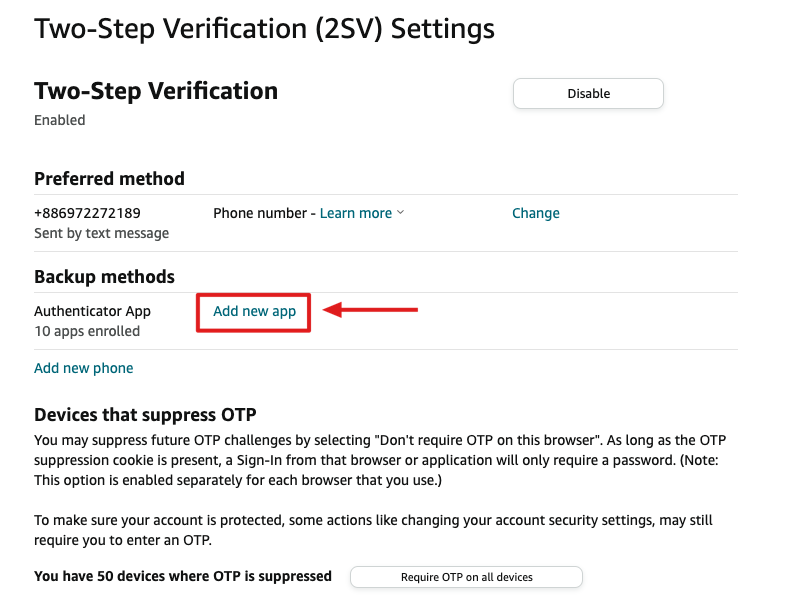 Two-Step Verification (2SV) Settings
Two-Step Verification
Disable
Enabled
Preferred method
+886972272189
Phone number - Learn more
Change
Sent by text message
Backup methods
Authenticator App
Add new app
10 apps enrolled
Add new phone
Devices that suppress OTP
You may suppress future OTP challenges by selecting "Don't require OTP on this browser". As long as the OTP
suppression cookie is present, a Sign-In from that browser or application will only require a password. (Note:
This option is enabled separately for each browser that you use.)
To make sure your account is protected, some actions like changing your account security settings, may still
require you to enter an OTP.
You have 50 devices where OTP is suppressed
Require OTP on all devices